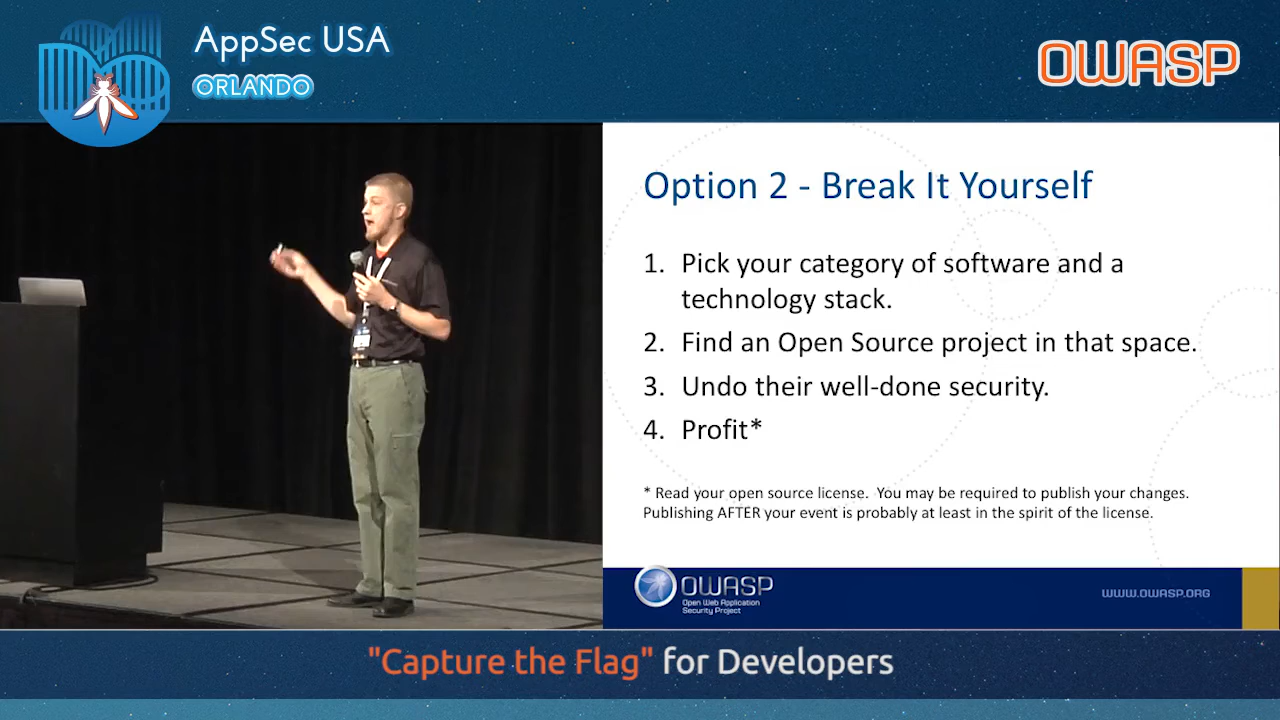 AppSec USA
ORLANDO
OWASP
Option 2 - Break It Yourself
1. Pick your category of software and a
technology stack.
2. Find an Open Source project in that space.
3. Undo their well-done security.
4. Profit*
* Read your open source license. You may be required to publish your changes.
Publishing AFTER your event is probably at least in the spirit of the license.
OWASP
Open Web Application
Security Project
WWW.OWASP.ORG
"Capture the Flag" for Developers